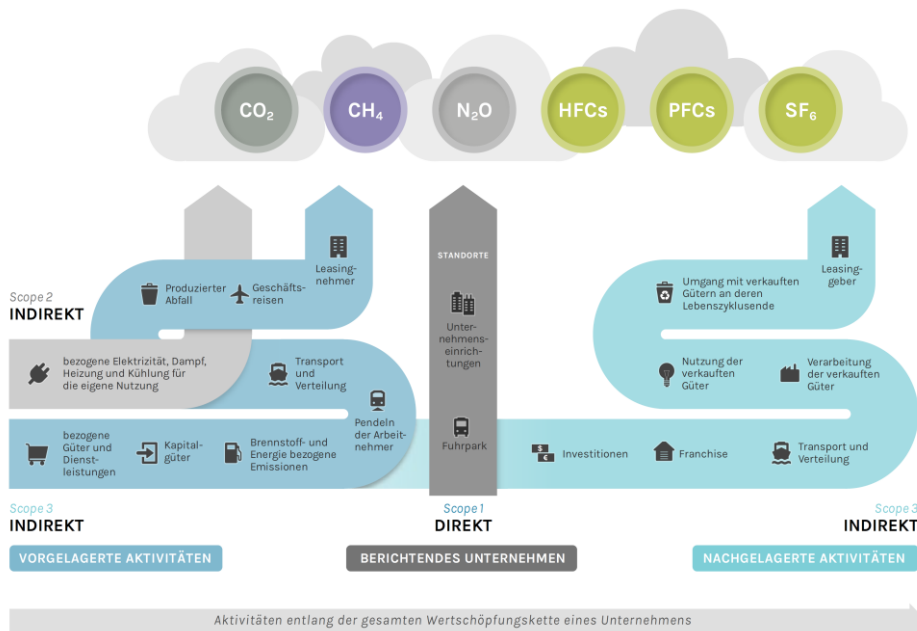 CO₂
CH₄
N₂O
HFCs
PFCs
SF₆
Scope 2
INDIREKT
Produzierter
Abfall
Geschäfts-
reisen
Leasing-
nehmer
bezogene Elektrizität, Dampf,
Heizung und Kühlung für
die eigene Nutzung
Transport
und
Verteilung
bezogene
Güter und
Dienst-
leistungen
Kapital-
güter
Brennstoff- und
Energie bezogene
Emissionen
Pendeln
der Arbeit-
nehmer
STANDORTE
Unter-
nehmens-
einrich-
tungen
Fuhrpark
Umgang mit verkauften
Gütern an deren
Lebenszyklusende
Leasing-
geber
Nutzung der
verkauften
Güter
Verarbeitung
der verkauften
Güter
$
€
Investitionen
Franchise
Transport und
Verteilung
Scope 3
INDIREKT
Scope 1
DIREKT
Scope 3
INDIREKT
VORGELAGERTE AKTIVITÄTEN
BERICHTENDES UNTERNEHMEN
NACHGELAGERTE AKTIVITÄTEN
Aktivitäten entlang der gesamten Wertschöpfungskette eines Unternehmens